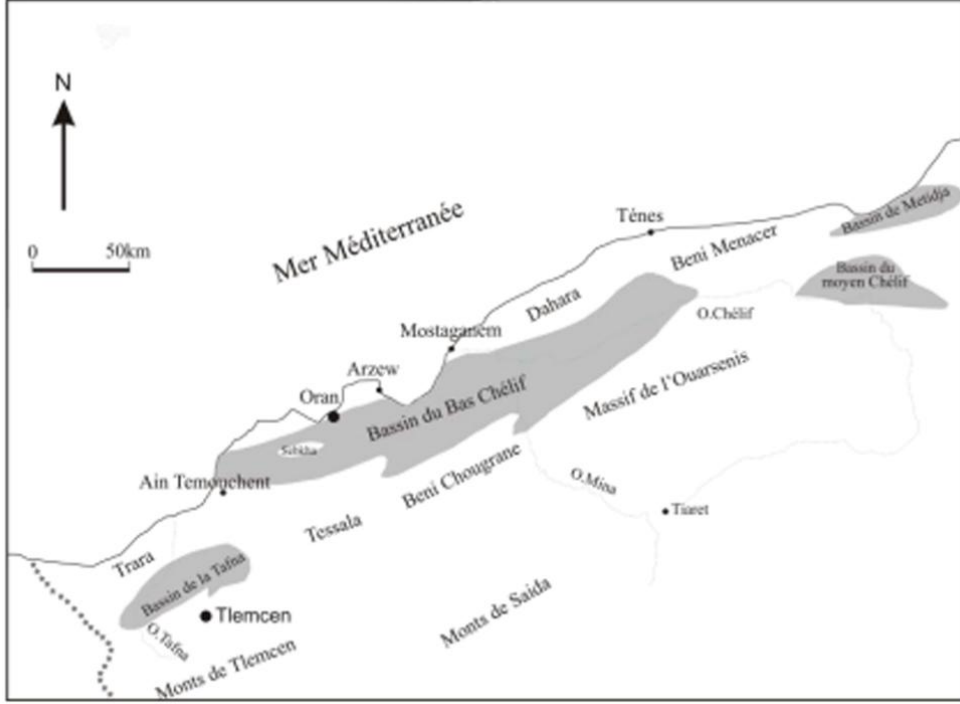 N
0 50km
Mer Méditerranée
Ténes
Beni Menacer
Bassin de Metidja
Bassin du
moyen Chélif
Dahara
O.Chélif
Mostaganem
Arzew
Oran
Massif de l'Ouarsenis
Bassin du Bas Chélif
Sebkha
Ain Temouchent
Beni Chougrane
O.Mina
Tiaret
Tessala
Trara
Bassin de la Tafna
Tlemcen
O.Tafna
Monts de Saida
Monts de Tlemcen